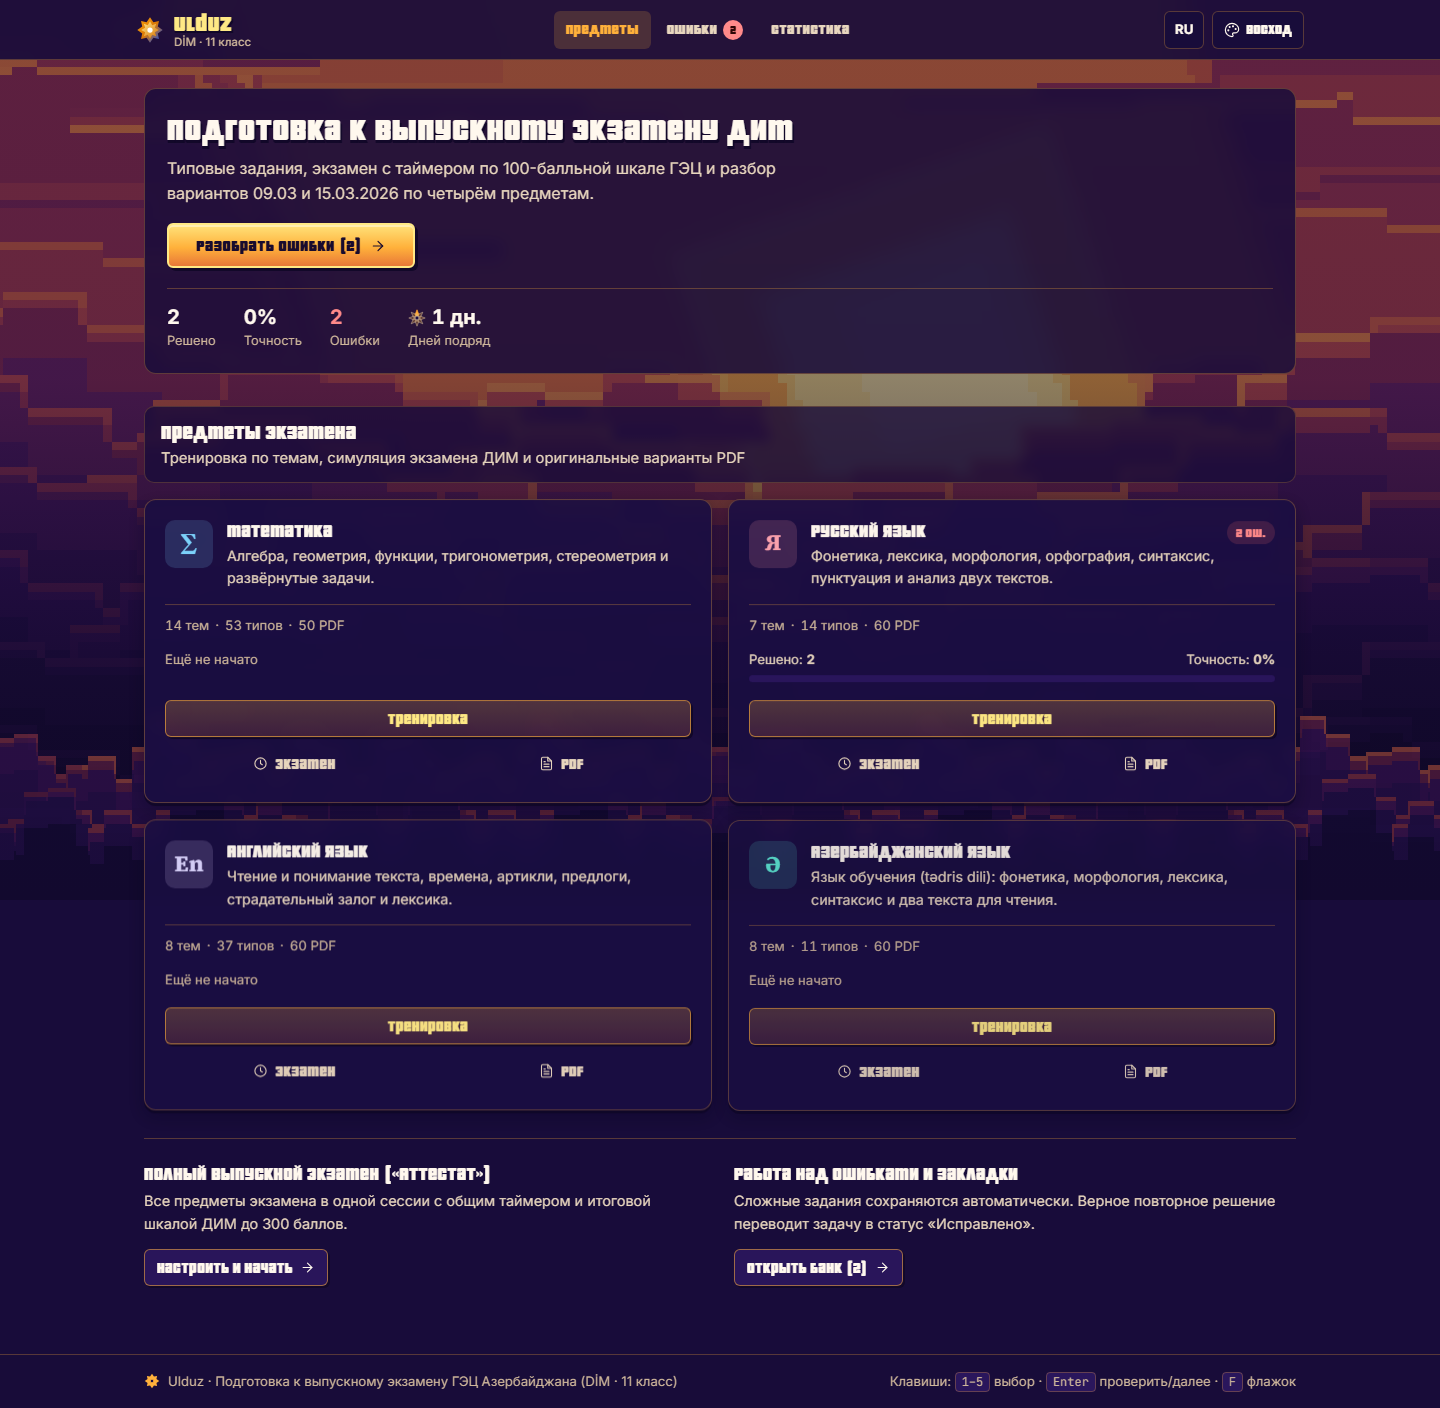 ulduz
DİM · 11 класс
предметы
ошибки 2
статистика
RU
восход
подготовка к выпускному экзамену дим
Типовые задания, экзамен с таймером по 100-балльной шкале ГЭЦ и разбор
вариантов 09.03 и 15.03.2026 по четырём предметам.
разобрать ошибки [2] →
2
Решено
0%
Точность
2
Ошибки
1 дн.
Дней подряд
предметы экзамена
Тренировка по темам, симуляция экзамена ДИМ и оригинальные варианты PDF
Σ
математика
Алгебра, геометрия, функции, тригонометрия, стереометрия и
развёрнутые задачи.
14 тем · 53 типов · 50 PDF
Ещё не начато
тренировка
экзамен
PDF
Я
русский язык
2 ош.
Фонетика, лексика, морфология, орфография, синтаксис,
пунктуация и анализ двух текстов.
7 тем · 14 типов · 60 PDF
Решено: 2
Точность: 0%
тренировка
экзамен
PDF
En
английский язык
Чтение и понимание текста, времена, артикли, предлоги,
страдательный залог и лексика.
8 тем · 37 типов · 60 PDF
Ещё не начато
тренировка
экзамен
PDF
ə
азербайджанский язык
Язык обучения (tədris dili): фонетика, морфология, лексика,
синтаксис и два текста для чтения.
8 тем · 11 типов · 60 PDF
Ещё не начато
тренировка
экзамен
PDF
полный выпускной экзамен («аттестат»)
Все предметы экзамена в одной сессии с общим таймером и итоговой
шкалой ДИМ до 300 баллов.
настроить и начать →
работа над ошибками и закладки
Сложные задания сохраняются автоматически. Верное повторное решение
переводит задачу в статус «Исправлено».
открыть банк [2] →
Ulduz · Подготовка к выпускному экзамену ГЭЦ Азербайджана (DİM · 11 класс)
Клавиши: 1–5 выбор · Enter проверить/далее · F флажок